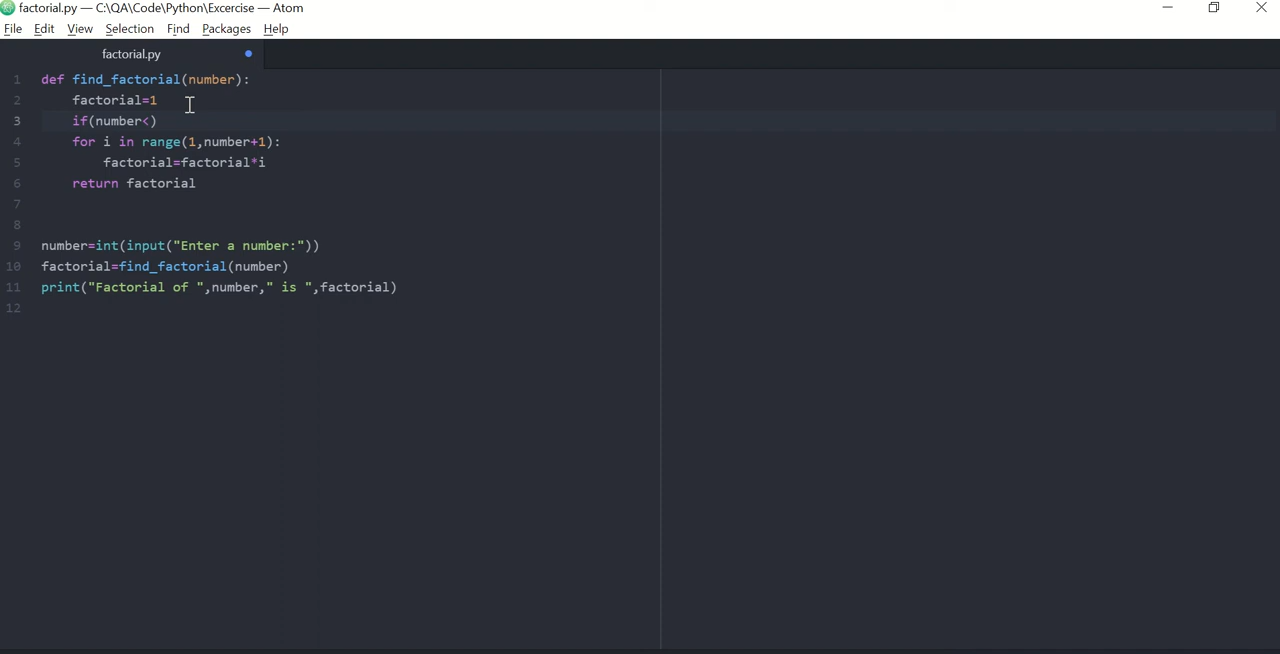 factorial.py — C:\QA\Code\Python\Excercise — Atom
File Edit View Selection Find Packages Help
factorial.py
1 def find_factorial(number):
2     factorial=1
3     if(number<)
4     for i in range(1,number+1):
5         factorial=factorial*i
6     return factorial
7
8
9 number=int(input("Enter a number:"))
10 factorial=find_factorial(number)
11 print("Factorial of ",number," is ",factorial)
12